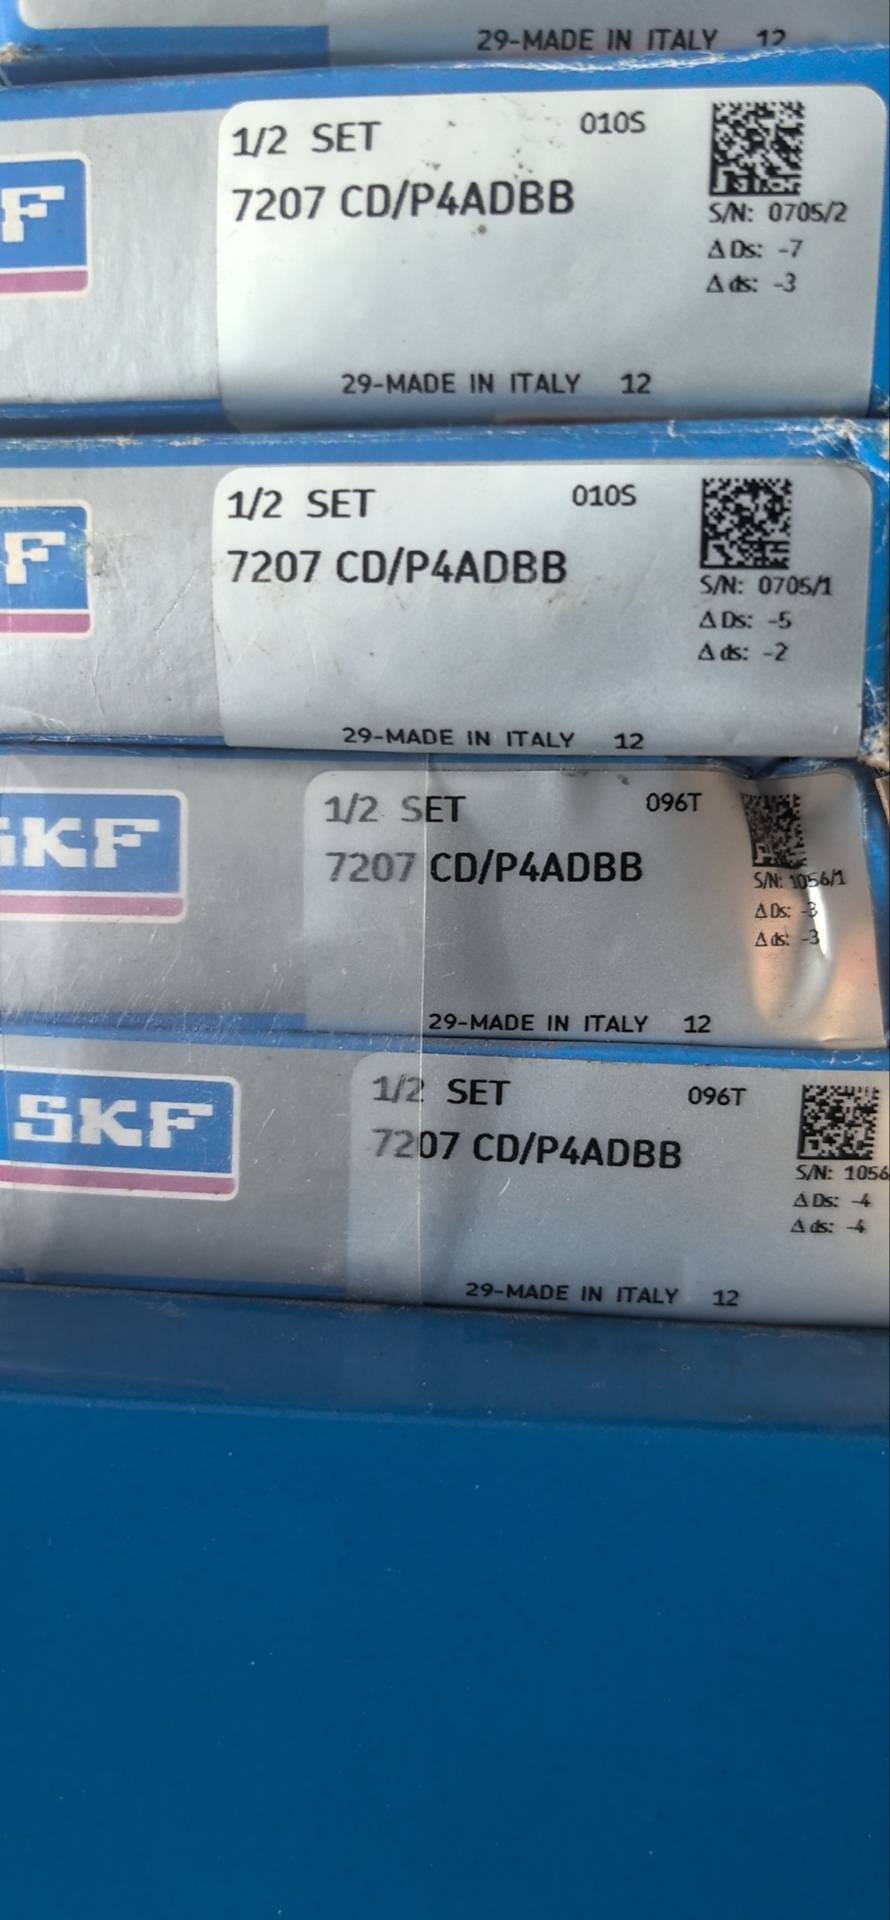 29-MADE IN ITALY 12
1/2 SET 010S
7207 CD/P4ADBB
S/N: 0705/2
Δ Ds: -7
Δ ds: -3
29-MADE IN ITALY 12
1/2 SET 010S
7207 CD/P4ADBB
S/N: 0705/1
Δ Ds: -5
Δ ds: -2
29-MADE IN ITALY 12
SKF
1/2 SET 096T
7207 CD/P4ADBB
S/N: 1056/1
Δ Ds: -3
Δ ds: -3
29-MADE IN ITALY 12
SKF
1/2 SET 096T
7207 CD/P4ADBB
S/N: 1056
Δ Ds: -4
Δ ds: -4
29-MADE IN ITALY 12